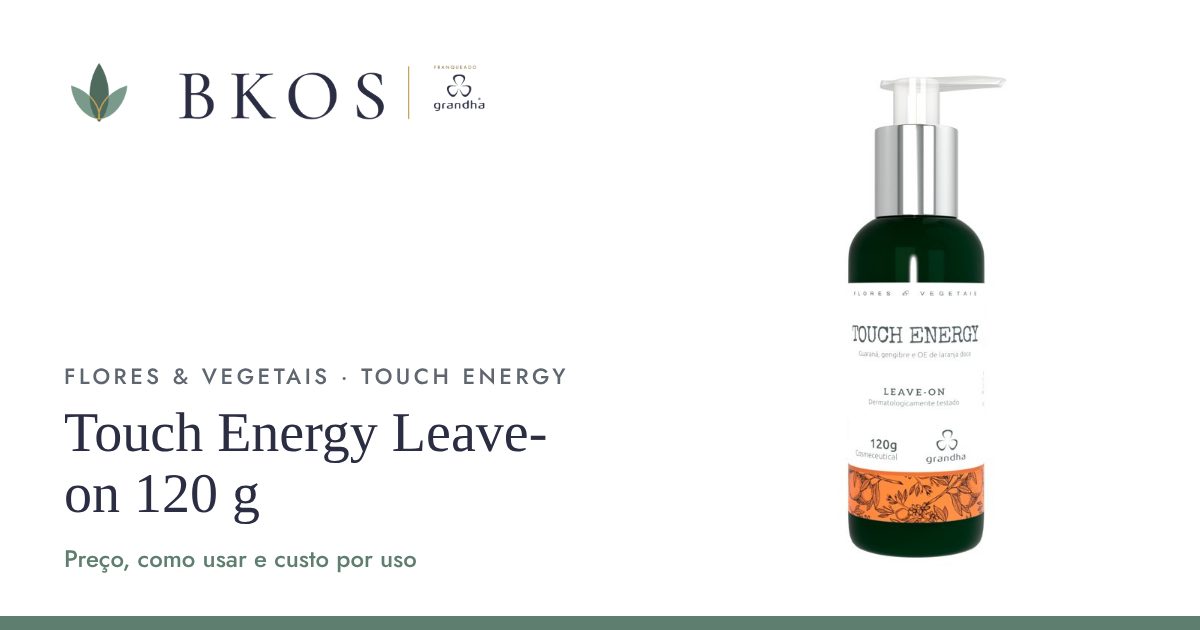 BKOS
FRANQUEADO
grandha
FLORES & VEGETAIS · TOUCH ENERGY
Touch Energy Leave-
on 120 g
Preço, como usar e custo por uso
FLORES & VEGETAIS
TOUCH ENERGY
Guaraná, gengibre e OE de laranja doce
LEAVE-ON
Dermatologicamente testado
120g
Cosmecêutical
grandha